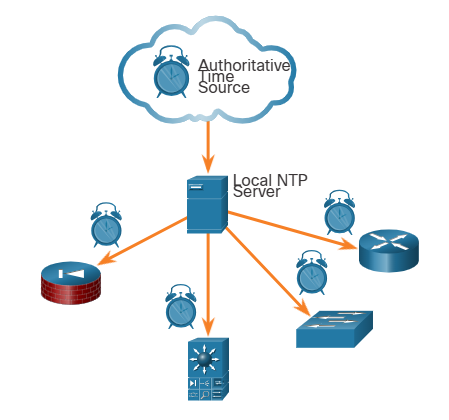 Authoritative
Time
Source
Local NTP
Server